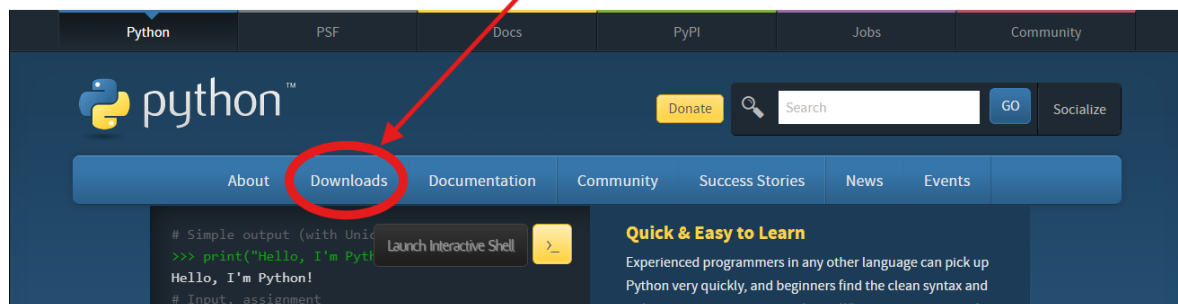 Python PSF Docs PyPI Jobs Community
python™
Donate Search GO Socialize
About Downloads Documentation Community Success Stories News Events
# Simple output (with Unic
>>> print("Hello, I'm Pyth
Hello, I'm Python!
# Input, assignment
Launch Interactive Shell
>_
Quick & Easy to Learn
Experienced programmers in any other language can pick up
Python very quickly, and beginners find the clean syntax and